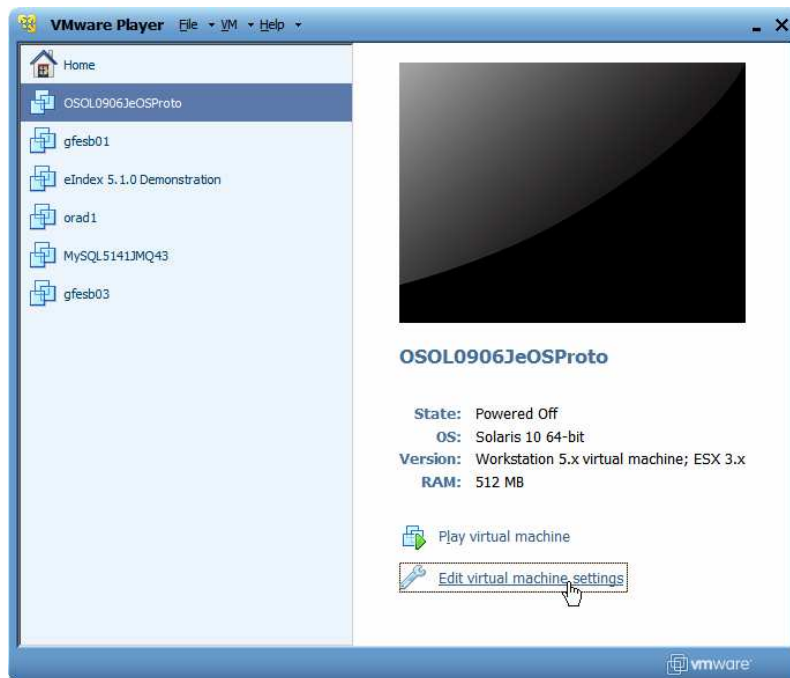 VMware Player File VM Help
Home
OSOL0906JeOSProto
gfesb01
eIndex 5.1.0 Demonstration
orad1
MySQL5141JMQ43
gfesb03
OSOL0906JeOSProto
State: Powered Off
OS: Solaris 10 64-bit
Version: Workstation 5.x virtual machine; ESX 3.x
RAM: 512 MB
Play virtual machine
Edit virtual machine settings
vmware